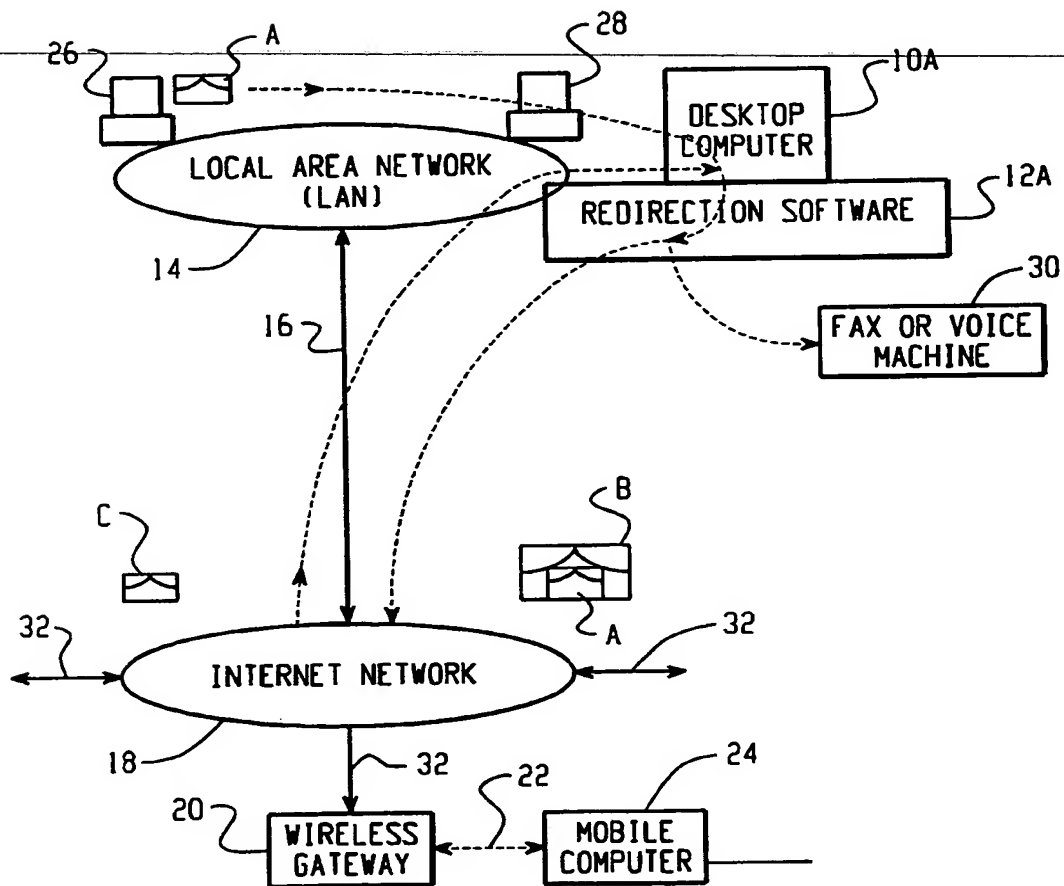 26
A
28
10A
DESKTOP
COMPUTER
LOCAL AREA NETWORK
(LAN)
12A
REDIRECTION SOFTWARE
14
30
FAX OR VOICE
MACHINE
16
C
B
A
32
32
INTERNET NETWORK
18
32
24
20
22
WIRELESS
GATEWAY
MOBILE
COMPUTER